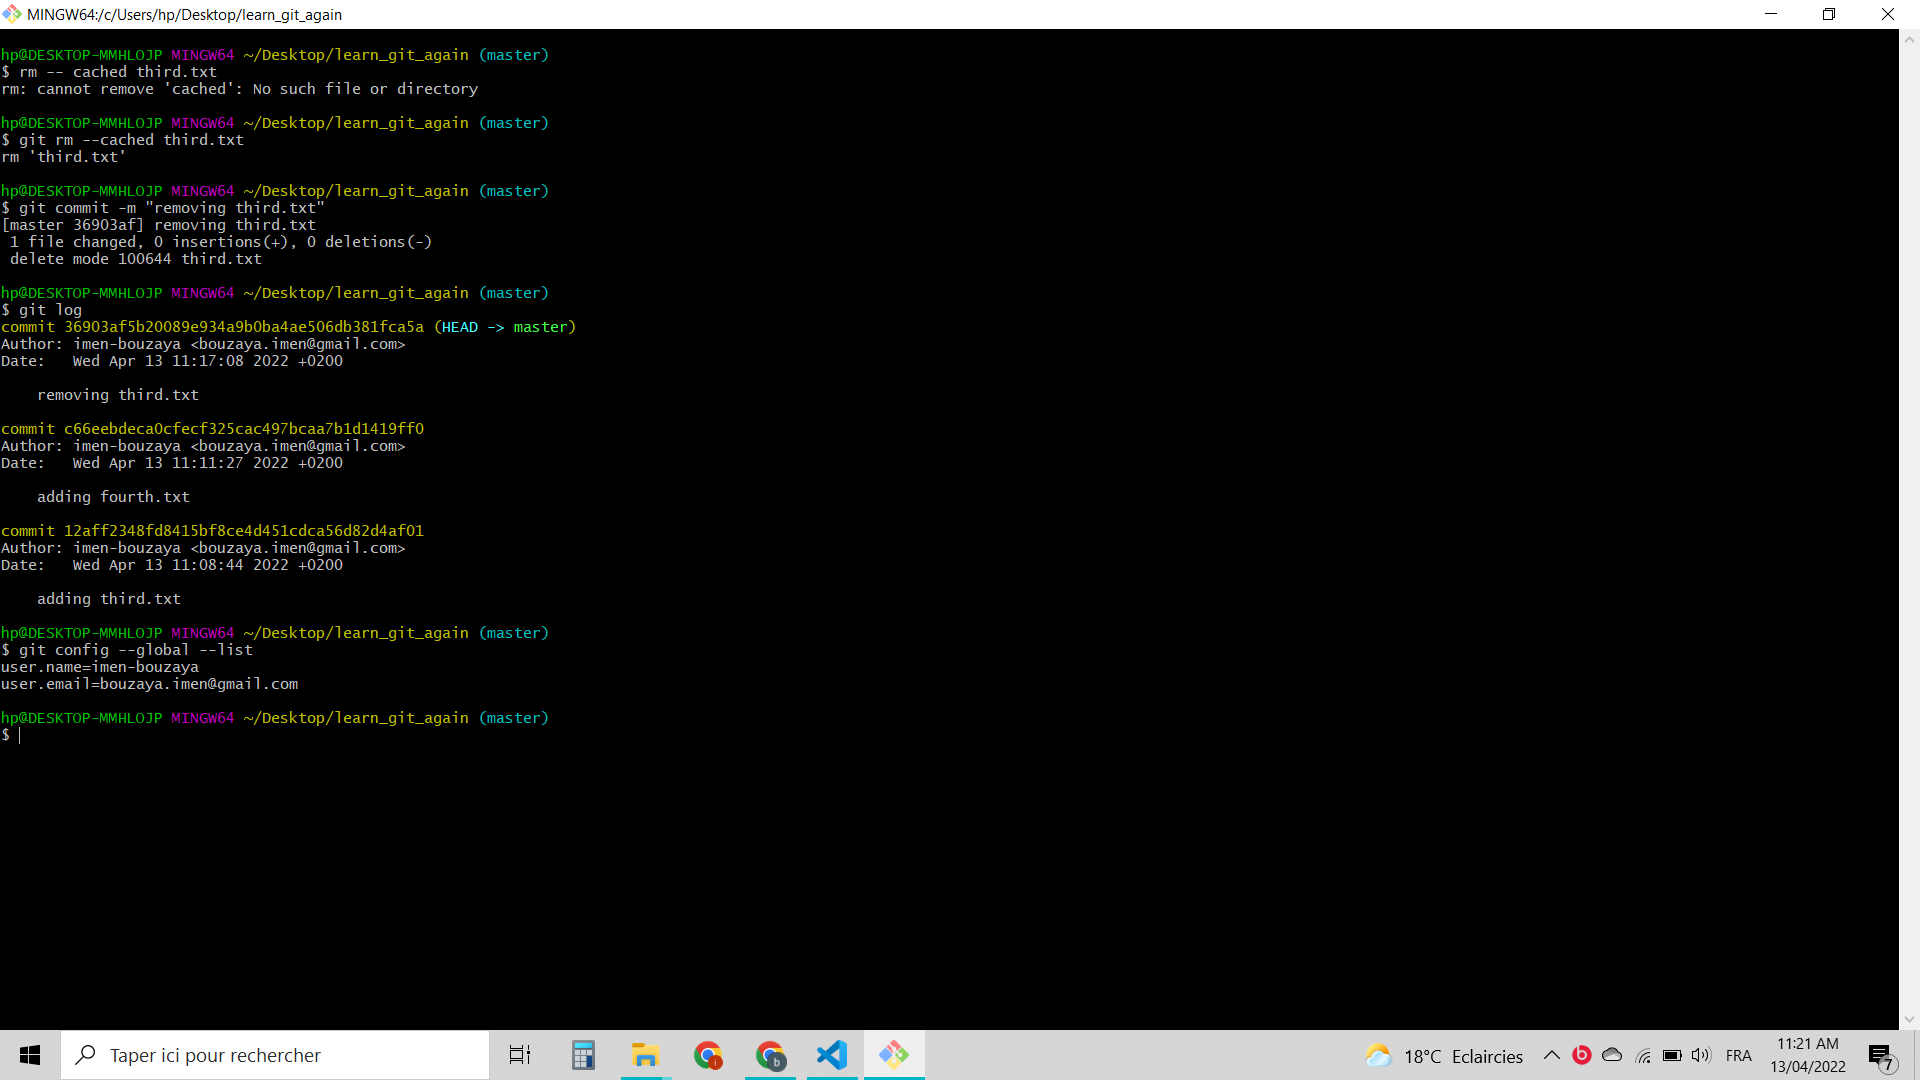 MINGW64:/c/Users/hp/Desktop/learn_git_again
hp@DESKTOP-MMHLOJP MINGW64 ~/Desktop/learn_git_again (master)
$ rm -- cached third.txt
rm: cannot remove 'cached': No such file or directory
hp@DESKTOP-MMHLOJP MINGW64 ~/Desktop/learn_git_again (master)
$ git rm --cached third.txt
rm 'third.txt'
hp@DESKTOP-MMHLOJP MINGW64 ~/Desktop/learn_git_again (master)
$ git commit -m "removing third.txt"
[master 36903af] removing third.txt
1 file changed, 0 insertions(+), 0 deletions(-)
delete mode 100644 third.txt
hp@DESKTOP-MMHLOJP MINGW64 ~/Desktop/learn_git_again (master)
$ git log
commit 36903af5b20089e934a9b0ba4ae506db381fca5a (HEAD -> master)
Author: imen-bouzaya <bouzaya.imen@gmail.com>
Date:   Wed Apr 13 11:17:08 2022 +0200
removing third.txt
commit c66eebdeca0cfecf325cac497bcaa7b1d1419ff0
Author: imen-bouzaya <bouzaya.imen@gmail.com>
Date:   Wed Apr 13 11:11:27 2022 +0200
adding fourth.txt
commit 12aff2348fd8415bf8ce4d451cdca56d82d4af01
Author: imen-bouzaya <bouzaya.imen@gmail.com>
Date:   Wed Apr 13 11:08:44 2022 +0200
adding third.txt
hp@DESKTOP-MMHLOJP MINGW64 ~/Desktop/learn_git_again (master)
$ git config --global --list
user.name=imen-bouzaya
user.email=bouzaya.imen@gmail.com
hp@DESKTOP-MMHLOJP MINGW64 ~/Desktop/learn_git_again (master)
$
Taper ici pour rechercher
18°C Eclaircies
FRA
11:21 AM
13/04/2022
7